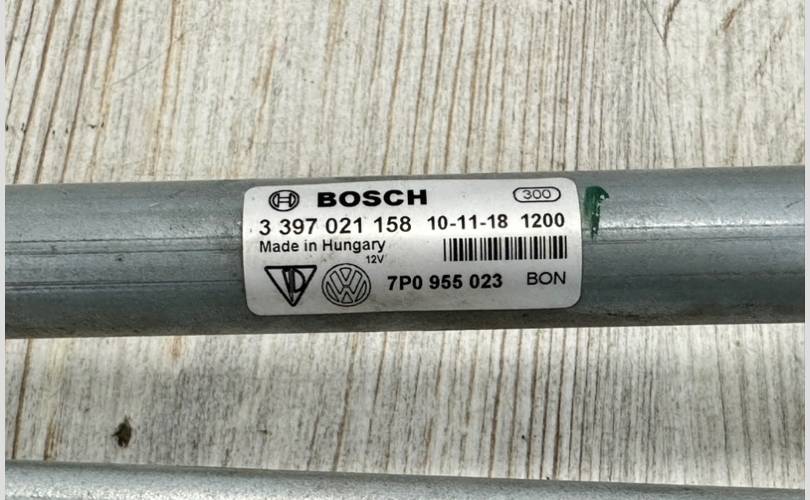 BOSCH 300
3 397 021 158 10-11-18 1200
Made in Hungary
12V
7P0 955 023 BON